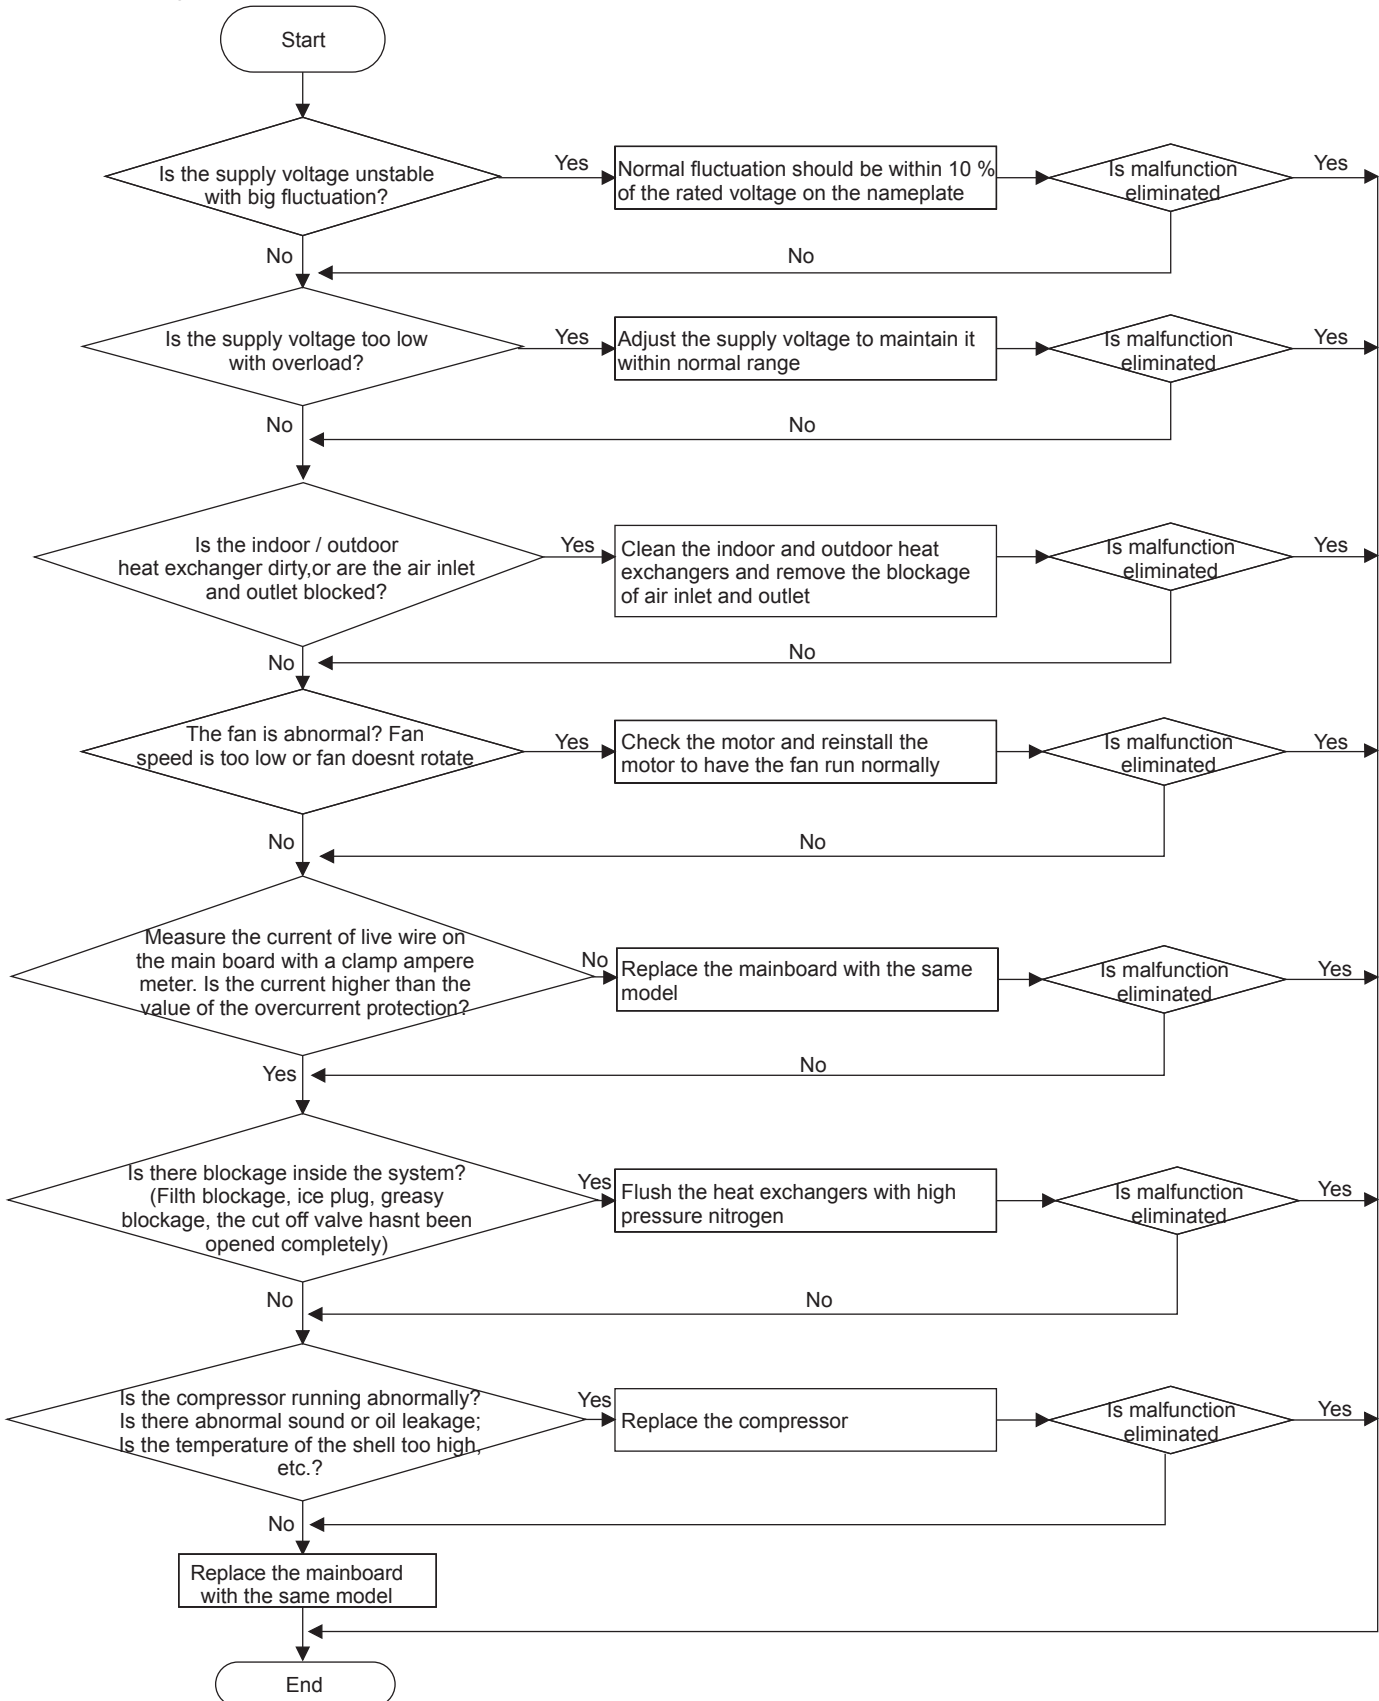 Start
Is the supply voltage unstable
with big fluctuation?
Yes
Normal fluctuation should be within 10 %
of the rated voltage on the nameplate
Is malfunction
eliminated
Yes
No
No
Is the supply voltage too low
with overload?
Yes
Adjust the supply voltage to maintain it
within normal range
Is malfunction
eliminated
Yes
No
No
Is the indoor / outdoor
heat exchanger dirty,or are the air inlet
and outlet blocked?
Yes
Clean the indoor and outdoor heat
exchangers and remove the blockage
of air inlet and outlet
Is malfunction
eliminated
Yes
No
No
The fan is abnormal? Fan
speed is too low or fan doesnt rotate
Yes
Check the motor and reinstall the
motor to have the fan run normally
Is malfunction
eliminated
Yes
No
No
Measure the current of live wire on
the main board with a clamp ampere
meter. Is the current higher than the
value of the overcurrent protection?
No
Replace the mainboard with the same
model
Is malfunction
eliminated
Yes
Yes
No
Is there blockage inside the system?
(Filth blockage, ice plug, greasy
blockage, the cut off valve hasnt been
opened completely)
Yes
Flush the heat exchangers with high
pressure nitrogen
Is malfunction
eliminated
Yes
No
No
Is the compressor running abnormally?
Is there abnormal sound or oil leakage;
Is the temperature of the shell too high,
etc.?
Yes
Replace the compressor
Is malfunction
eliminated
Yes
No
Replace the mainboard
with the same model
End